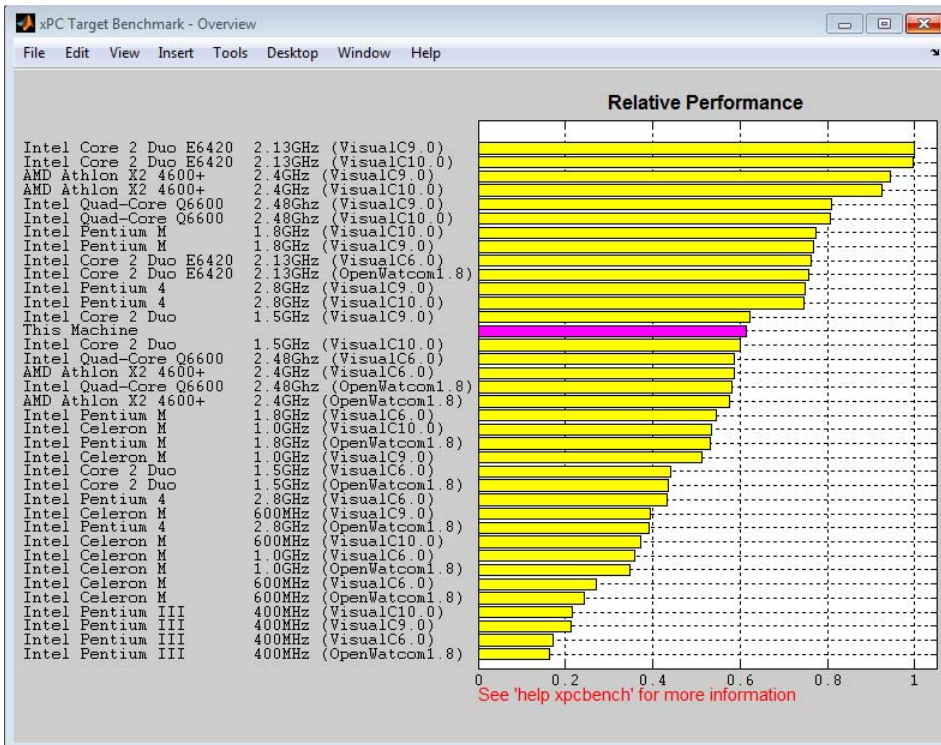 xPC Target Benchmark - Overview
File Edit View Insert Tools Desktop Window Help
Relative Performance
Intel Core 2 Duo E6420 2.13GHz (VisualC9.0)
Intel Core 2 Duo E6420 2.13GHz (VisualC10.0)
AMD Athlon X2 4600+ 2.4GHz (VisualC9.0)
AMD Athlon X2 4600+ 2.4GHz (VisualC10.0)
Intel Quad-Core Q6600 2.48Ghz (VisualC9.0)
Intel Quad-Core Q6600 2.48Ghz (VisualC10.0)
Intel Pentium M 1.8GHz (VisualC10.0)
Intel Pentium M 1.8GHz (VisualC9.0)
Intel Core 2 Duo E6420 2.13GHz (VisualC6.0)
Intel Core 2 Duo E6420 2.13GHz (OpenWatcom1.8)
Intel Pentium 4 2.8GHz (VisualC9.0)
Intel Pentium 4 2.8GHz (VisualC10.0)
Intel Core 2 Duo 1.5GHz (VisualC9.0)
This Machine
Intel Core 2 Duo 1.5GHz (VisualC10.0)
Intel Quad-Core Q6600 2.48Ghz (VisualC6.0)
AMD Athlon X2 4600+ 2.4GHz (VisualC6.0)
Intel Quad-Core Q6600 2.48Ghz (OpenWatcom1.8)
AMD Athlon X2 4600+ 2.4GHz (OpenWatcom1.8)
Intel Pentium M 1.8GHz (VisualC6.0)
Intel Celeron M 1.0GHz (VisualC10.0)
Intel Pentium M 1.8GHz (OpenWatcom1.8)
Intel Celeron M 1.0GHz (VisualC9.0)
Intel Core 2 Duo 1.5GHz (VisualC6.0)
Intel Core 2 Duo 1.5GHz (OpenWatcom1.8)
Intel Pentium 4 2.8GHz (VisualC6.0)
Intel Celeron M 600MHz (VisualC9.0)
Intel Pentium 4 2.8GHz (OpenWatcom1.8)
Intel Celeron M 600MHz (VisualC10.0)
Intel Celeron M 1.0GHz (VisualC6.0)
Intel Celeron M 1.0GHz (OpenWatcom1.8)
Intel Celeron M 600MHz (VisualC6.0)
Intel Celeron M 600MHz (OpenWatcom1.8)
Intel Pentium III 400MHz (VisualC10.0)
Intel Pentium III 400MHz (VisualC9.0)
Intel Pentium III 400MHz (VisualC6.0)
Intel Pentium III 400MHz (OpenWatcom1.8)
0 0.2 0.4 0.6 0.8 1
See 'help xpcbench' for more information